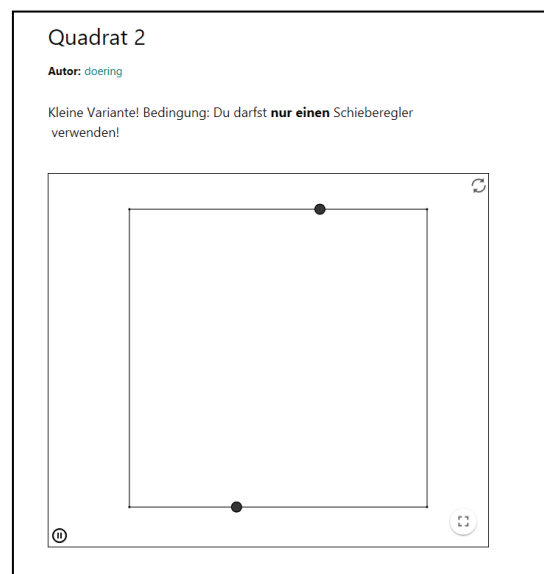 Quadrat 2
Autor: doering
Kleine Variante! Bedingung: Du darfst nur einen Schieberegler
verwenden!